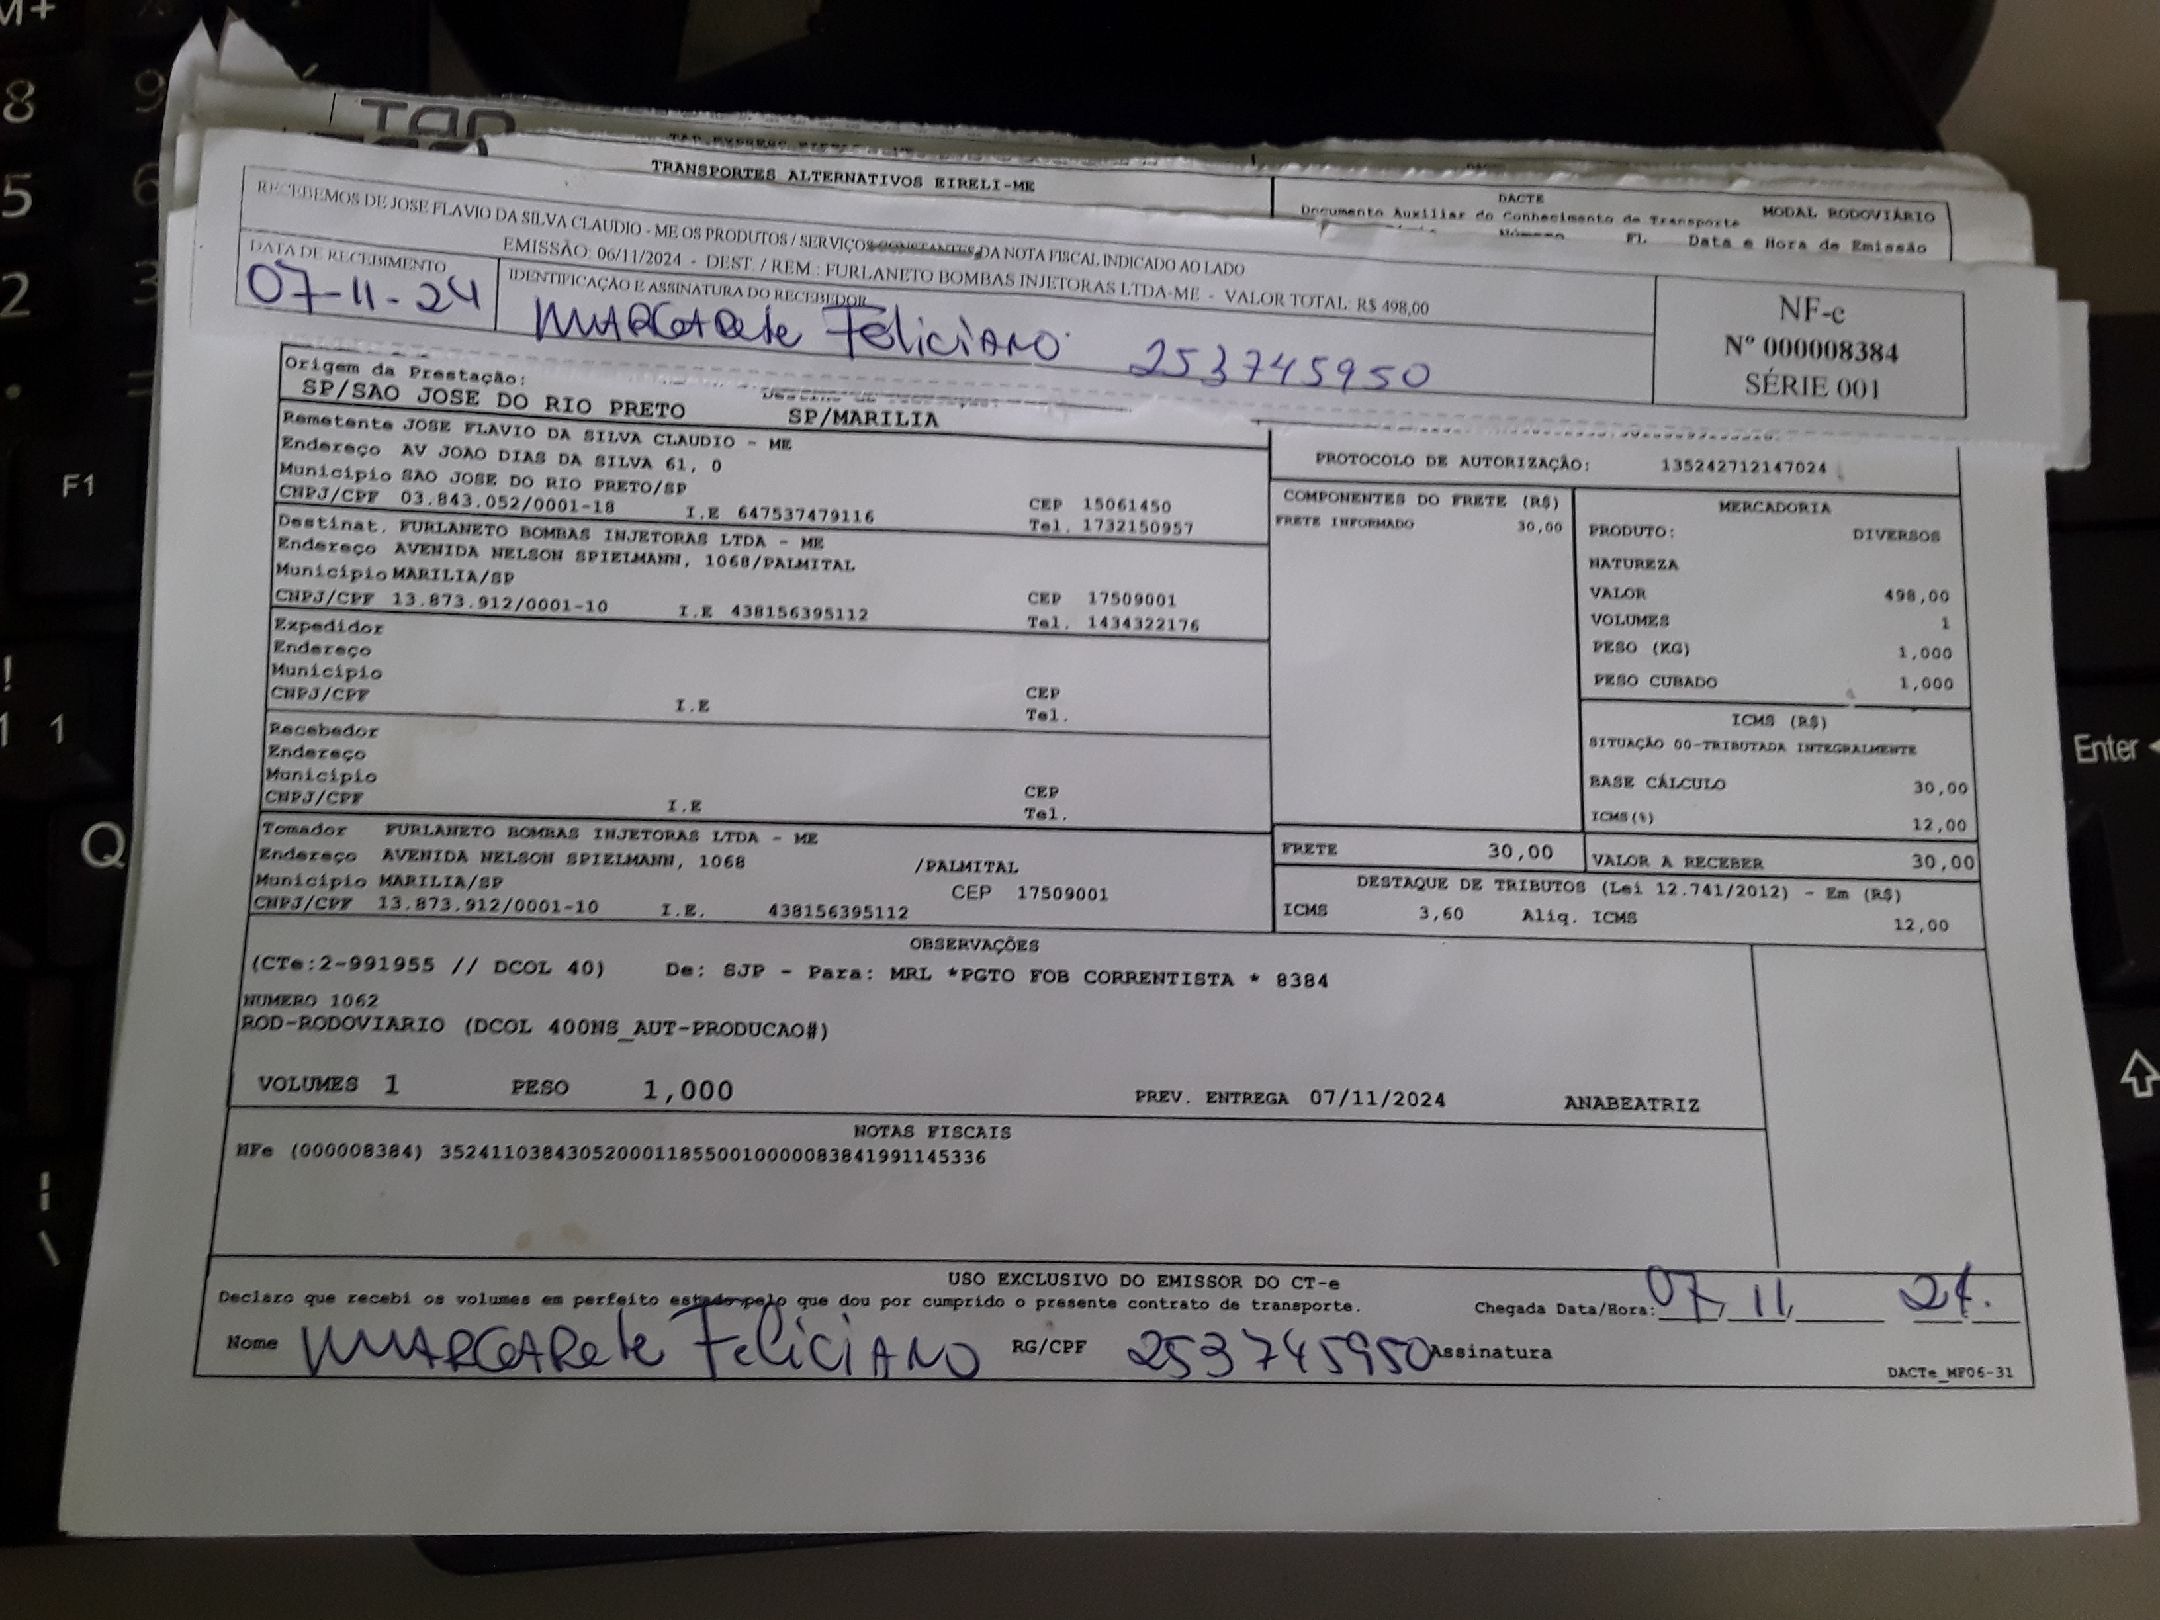 M+
8 9
5 6
2 3
F1
!
1 1
Q
Enter
TRANSPORTES ALTERNATIVOS EIRELI-ME
DACTE
Documento Auxiliar do Conhecimento de Transporte
MODAL RODOVIÁRIO
Número Fl. Data e Hora de Emissão
RECEBEMOS DE JOSE FLAVIO DA SILVA CLAUDIO - ME OS PRODUTOS / SERVIÇOS CONSTANTES DA NOTA FISCAL INDICADO AO LADO
EMISSÃO: 06/11/2024 - DEST. / REM.: FURLANETO BOMBAS INJETORAS LTDA-ME - VALOR TOTAL: R$ 498,00
DATA DE RECEBIMENTO
07-11-24
IDENTIFICAÇÃO E ASSINATURA DO RECEBEDOR
MARGARete FeliciANO 253745950
NF-e
Nº 000008384
SÉRIE 001
Origem da Prestação:
SP/SAO JOSE DO RIO PRETO SP/MARILIA
Remetente JOSE FLAVIO DA SILVA CLAUDIO - ME
Endereço AV JOAO DIAS DA SILVA 61, 0
Município SAO JOSE DO RIO PRETO/SP CEP 15061450
CNPJ/CPF 03.843.052/0001-18 I.E 647537479116 Tel. 1732150957
Destinat. FURLANETO BOMBAS INJETORAS LTDA - ME
Endereço AVENIDA NELSON SPIELMANN, 1068/PALMITAL
Município MARILIA/SP CEP 17509001
CNPJ/CPF 13.873.912/0001-10 I.E 438156395112 Tel. 1434322176
Expedidor
Endereço
Município CEP
CNPJ/CPF I.E Tel.
Recebedor
Endereço
Município CEP
CNPJ/CPF I.E Tel.
Tomador FURLANETO BOMBAS INJETORAS LTDA - ME
Endereço AVENIDA NELSON SPIELMANN, 1068 /PALMITAL
Município MARILIA/SP CEP 17509001
CNPJ/CPF 13.873.912/0001-10 I.E. 438156395112
PROTOCOLO DE AUTORIZAÇÃO: 135242712147024
COMPONENTES DO FRETE (R$)
FRETE INFORMADO 30,00
MERCADORIA
PRODUTO: DIVERSOS
NATUREZA
VALOR 498,00
VOLUMES 1
PESO (KG) 1,000
PESO CUBADO 1,000
ICMS (R$)
SITUAÇÃO 00-TRIBUTADA INTEGRALMENTE
BASE CÁLCULO 30,00
ICMS(%) 12,00
FRETE 30,00
VALOR A RECEBER 30,00
DESTAQUE DE TRIBUTOS (Lei 12.741/2012) - Em (R$)
ICMS 3,60 Aliq. ICMS 12,00
OBSERVAÇÕES
(CTe:2-991955 // DCOL 40) De: SJP - Para: MRL *PGTO FOB CORRENTISTA * 8384
NUMERO 1062
ROD-RODOVIARIO (DCOL 400NS_AUT-PRODUCAO#)
VOLUMES 1 PESO 1,000 PREV. ENTREGA 07/11/2024 ANABEATRIZ
NOTAS FISCAIS
NFe (000008384) 35241103843052000118550010000083841991145336
USO EXCLUSIVO DO EMISSOR DO CT-e
Declaro que recebi os volumes em perfeito estado pelo que dou por cumprido o presente contrato de transporte. Chegada Data/Hora: 07, 11, 24.
Nome MARGARete FeliciANO RG/CPF 253745950 Assinatura
DACTe_MF06-31